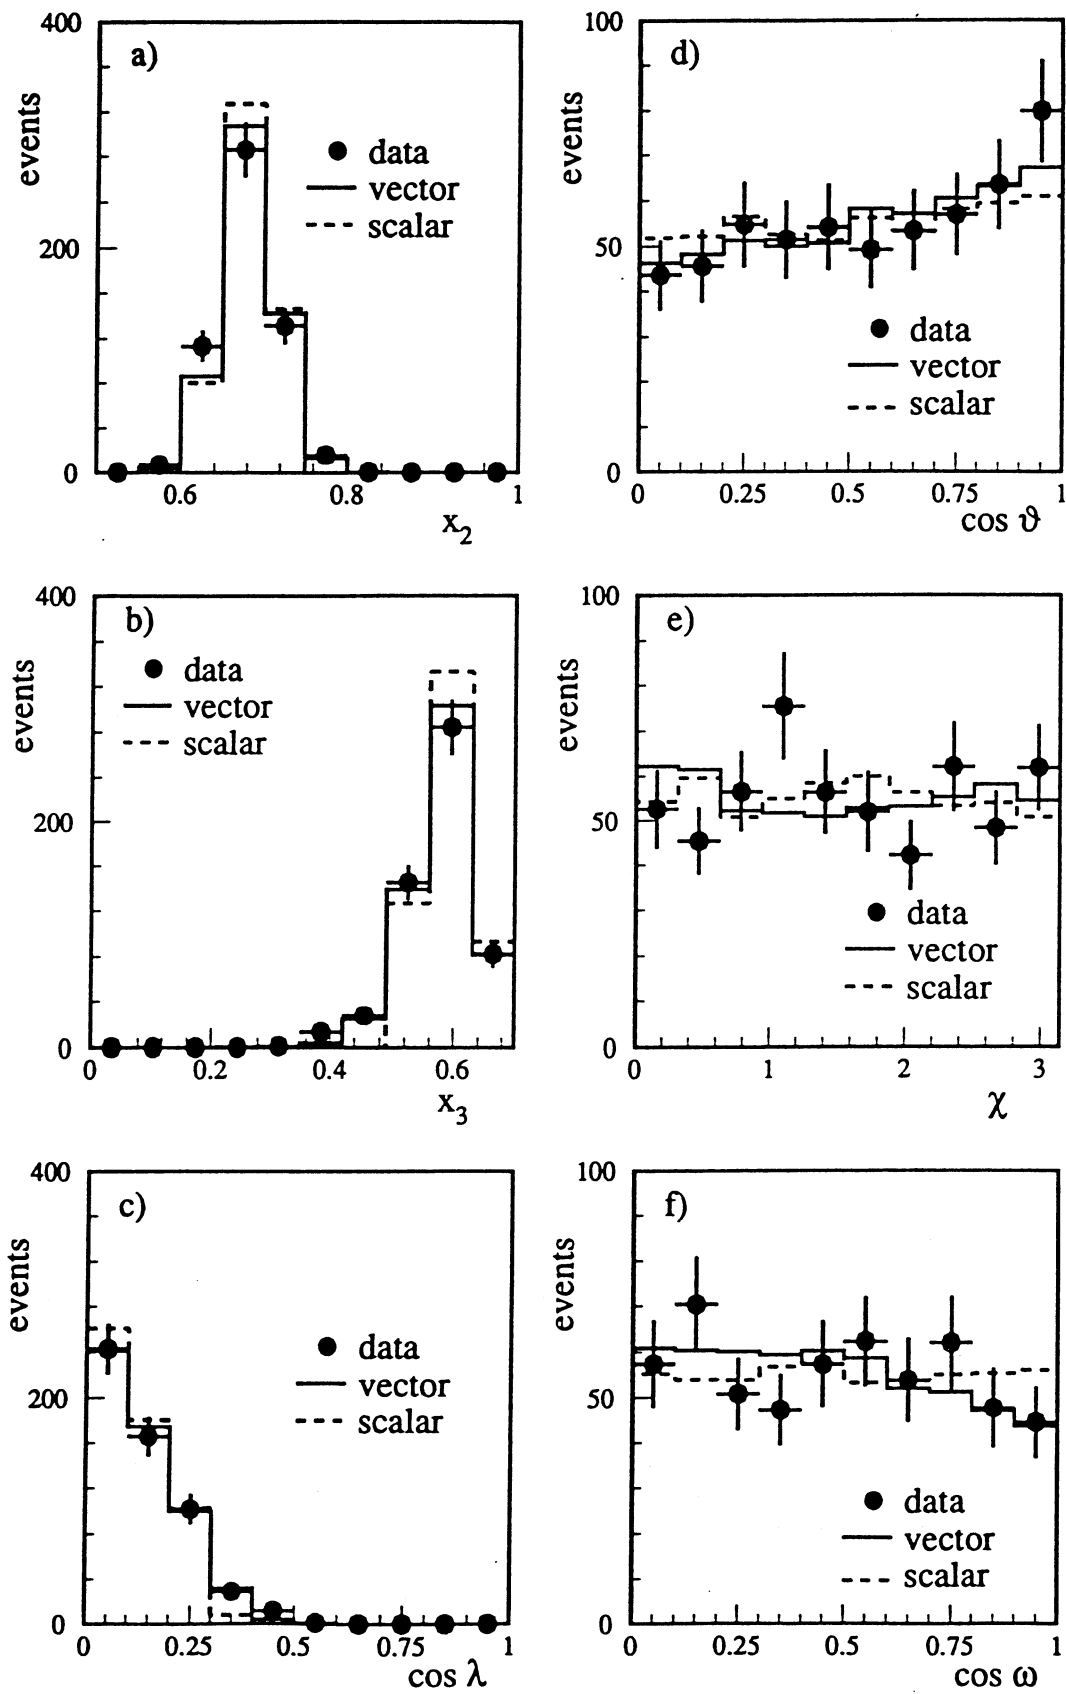 400
a)
events
data
vector
scalar
200
0
0.6
0.8
1
x2
100
d)
events
50
data
vector
scalar
0
0
0.25
0.5
0.75
1
cos ϑ
400
b)
events
data
vector
scalar
200
0
0
0.2
0.4
0.6
x3
100
e)
events
50
data
vector
scalar
0
0
1
2
3
χ
400
c)
events
data
vector
scalar
200
0
0
0.25
0.5
0.75
1
cos λ
100
f)
events
50
data
vector
scalar
0
0
0.25
0.5
0.75
1
cos ω